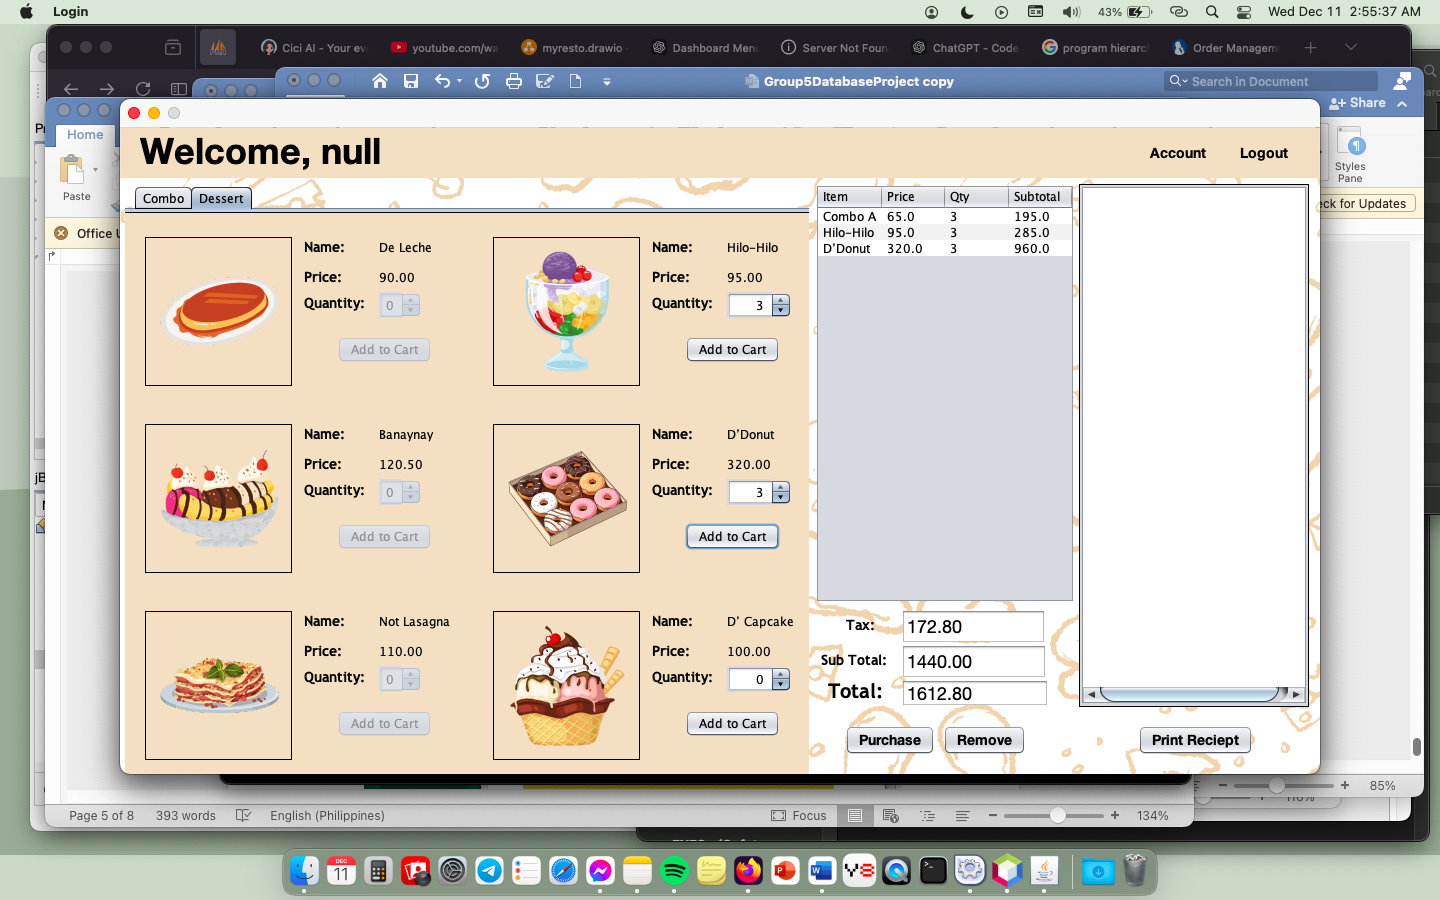 Login
43%
Wed Dec 11 2:55:37 AM
Cici AI - Your ev
youtube.com/wa
myresto.drawio -
Dashboard Menu
Server Not Foun
ChatGPT - Code
program hierarc
Order Managem
Group5DatabaseProject copy
Search in Document
Share
Home
Paste
Styles
Pane
ck for Updates
Office U
Welcome, null
Account
Logout
Combo
Dessert
Name: De Leche
Price: 90.00
Quantity: 0
Add to Cart
Name: Hilo-Hilo
Price: 95.00
Quantity: 3
Add to Cart
Name: Banaynay
Price: 120.50
Quantity: 0
Add to Cart
Name: D'Donut
Price: 320.00
Quantity: 3
Add to Cart
Name: Not Lasagna
Price: 110.00
Quantity: 0
Add to Cart
Name: D' Capcake
Price: 100.00
Quantity: 0
Add to Cart
Item Price Qty Subtotal
Combo A 65.0 3 195.0
Hilo-Hilo 95.0 3 285.0
D'Donut 320.0 3 960.0
Tax: 172.80
Sub Total: 1440.00
Total: 1612.80
Purchase
Remove
Print Reciept
85%
Page 5 of 8
393 words
English (Philippines)
Focus
134%
DEC
11